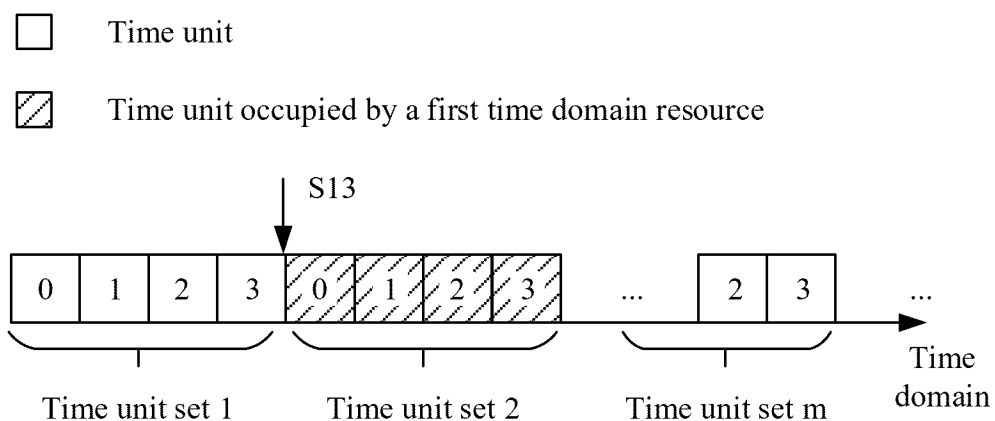 Time unit
Time unit occupied by a first time domain resource
S13
0 1 2 3 0 1 2 3 ... 2 3 ...
Time
domain
Time unit set 1 Time unit set 2 Time unit set m